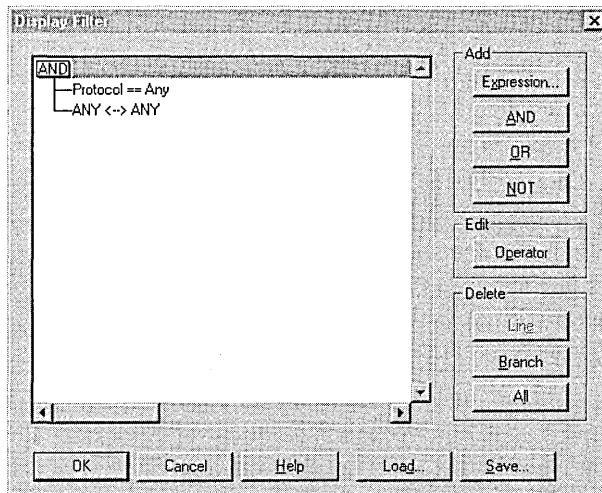 Display Filter
AND
Protocol == Any
ANY <--> ANY
Add
Expression...
AND
OR
NOT
Edit
Operator
Delete
Line
Branch
All
OK
Cancel
Help
Load...
Save...